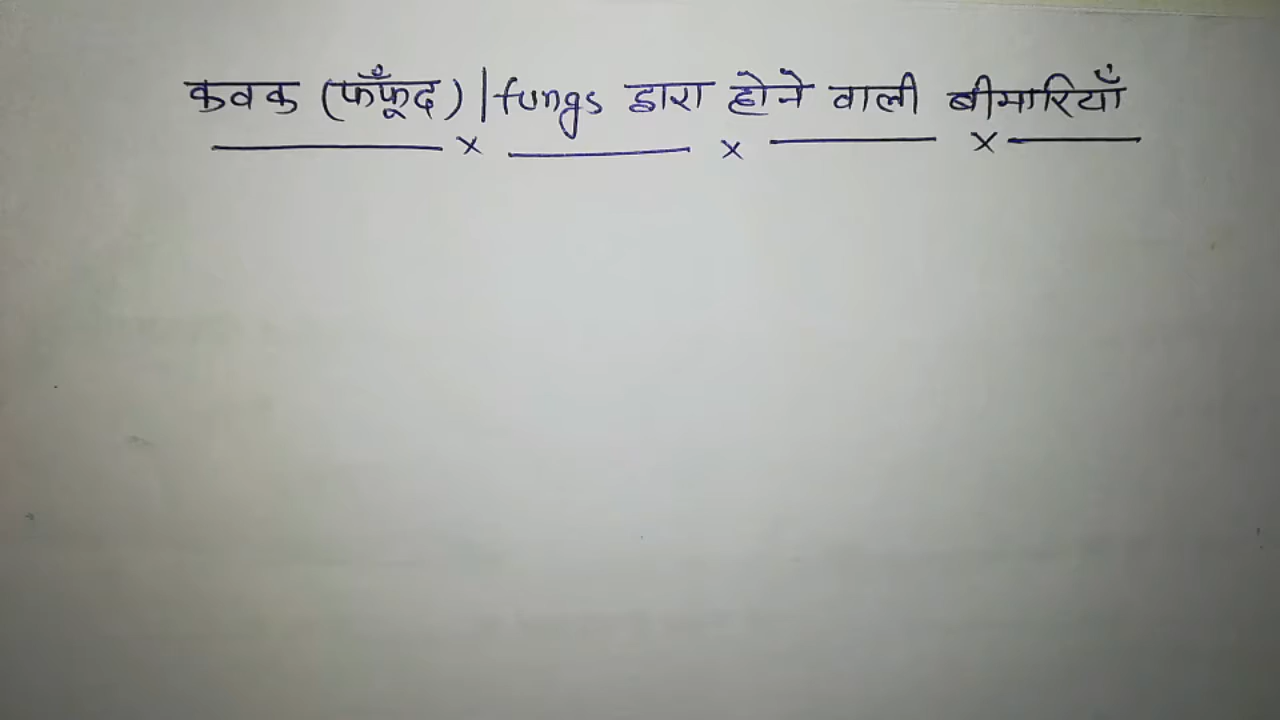 कवक (फँफूद) | fungs द्वारा होने वाली बीमारियाँ